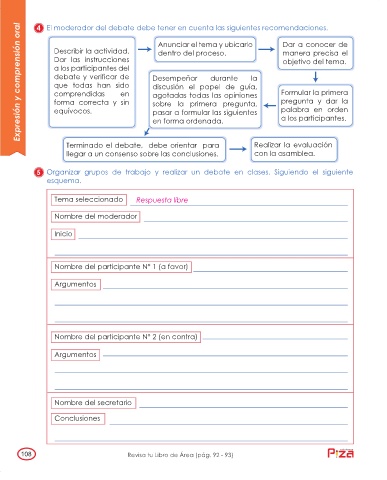 Expresión y comprensión oral
4 El moderador del debate debe tener en cuenta las siguientes recomendaciones.
Describir la actividad.
Dar las instrucciones
a los participantes del
debate y verificar de
que todas han sido
comprendidas en
forma correcta y sin
equívocos.
Anunciar el tema y ubicarlo
dentro del proceso.
Dar a conocer de
manera precisa el
objetivo del tema.
Desempeñar durante la
discusión el papel de guía,
agotadas todas las opiniones
sobre la primera pregunta,
pasar a formular las siguientes
en forma ordenada.
Formular la primera
pregunta y dar la
palabra en orden
a los participantes.
Terminado el debate, debe orientar para
llegar a un consenso sobre las conclusiones.
Realizar la evaluación
con la asamblea.
5 Organizar grupos de trabajo y realizar un debate en clases. Siguiendo el siguiente
esquema.
Tema seleccionado Respuesta libre
Nombre del moderador
Inicio
Nombre del participante N° 1 (a favor)
Argumentos
Nombre del participante N° 2 (en contra)
Argumentos
Nombre del secretario
Conclusiones
108
Revisa tu Libro de Área (pág. 92 - 93)